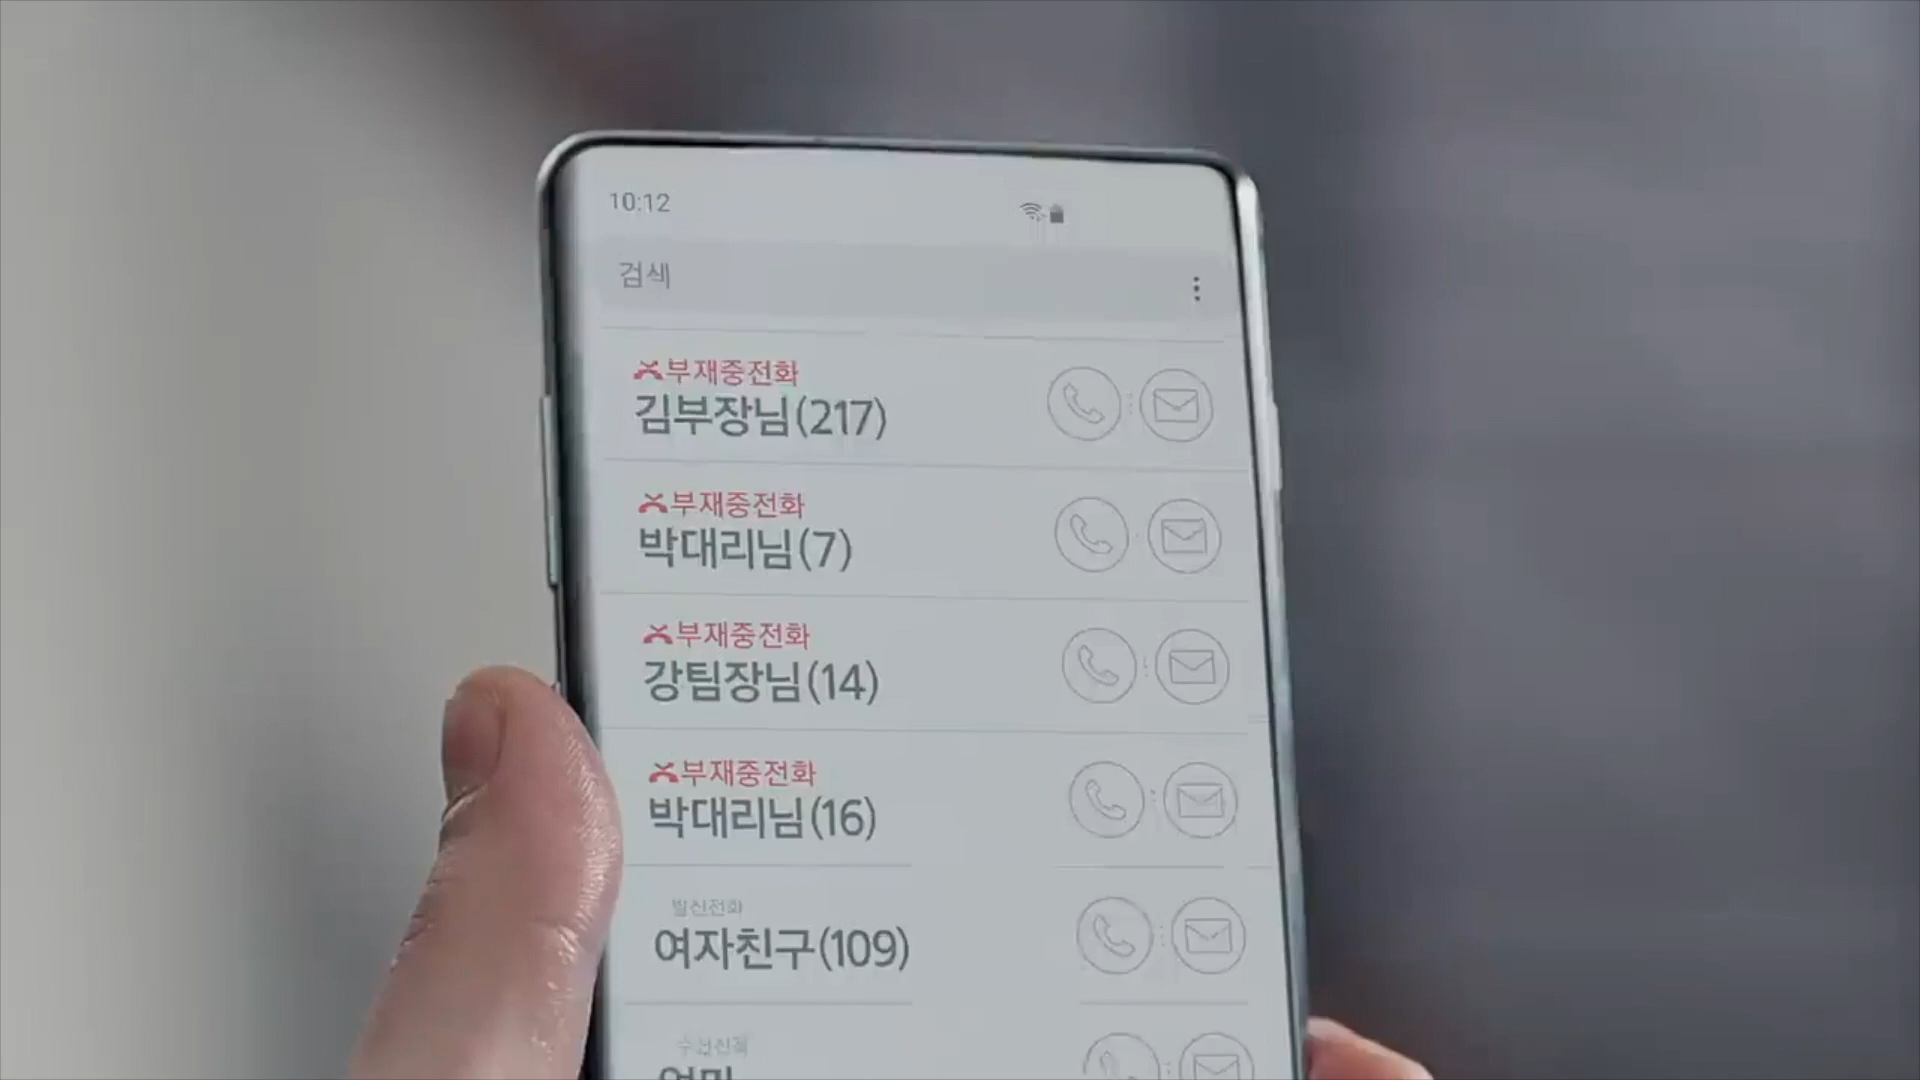 10:12
검색
부재중전화
김부장님(217)
부재중전화
박대리님(7)
부재중전화
강팀장님(14)
부재중전화
박대리님(16)
발신전화
여자친구(109)